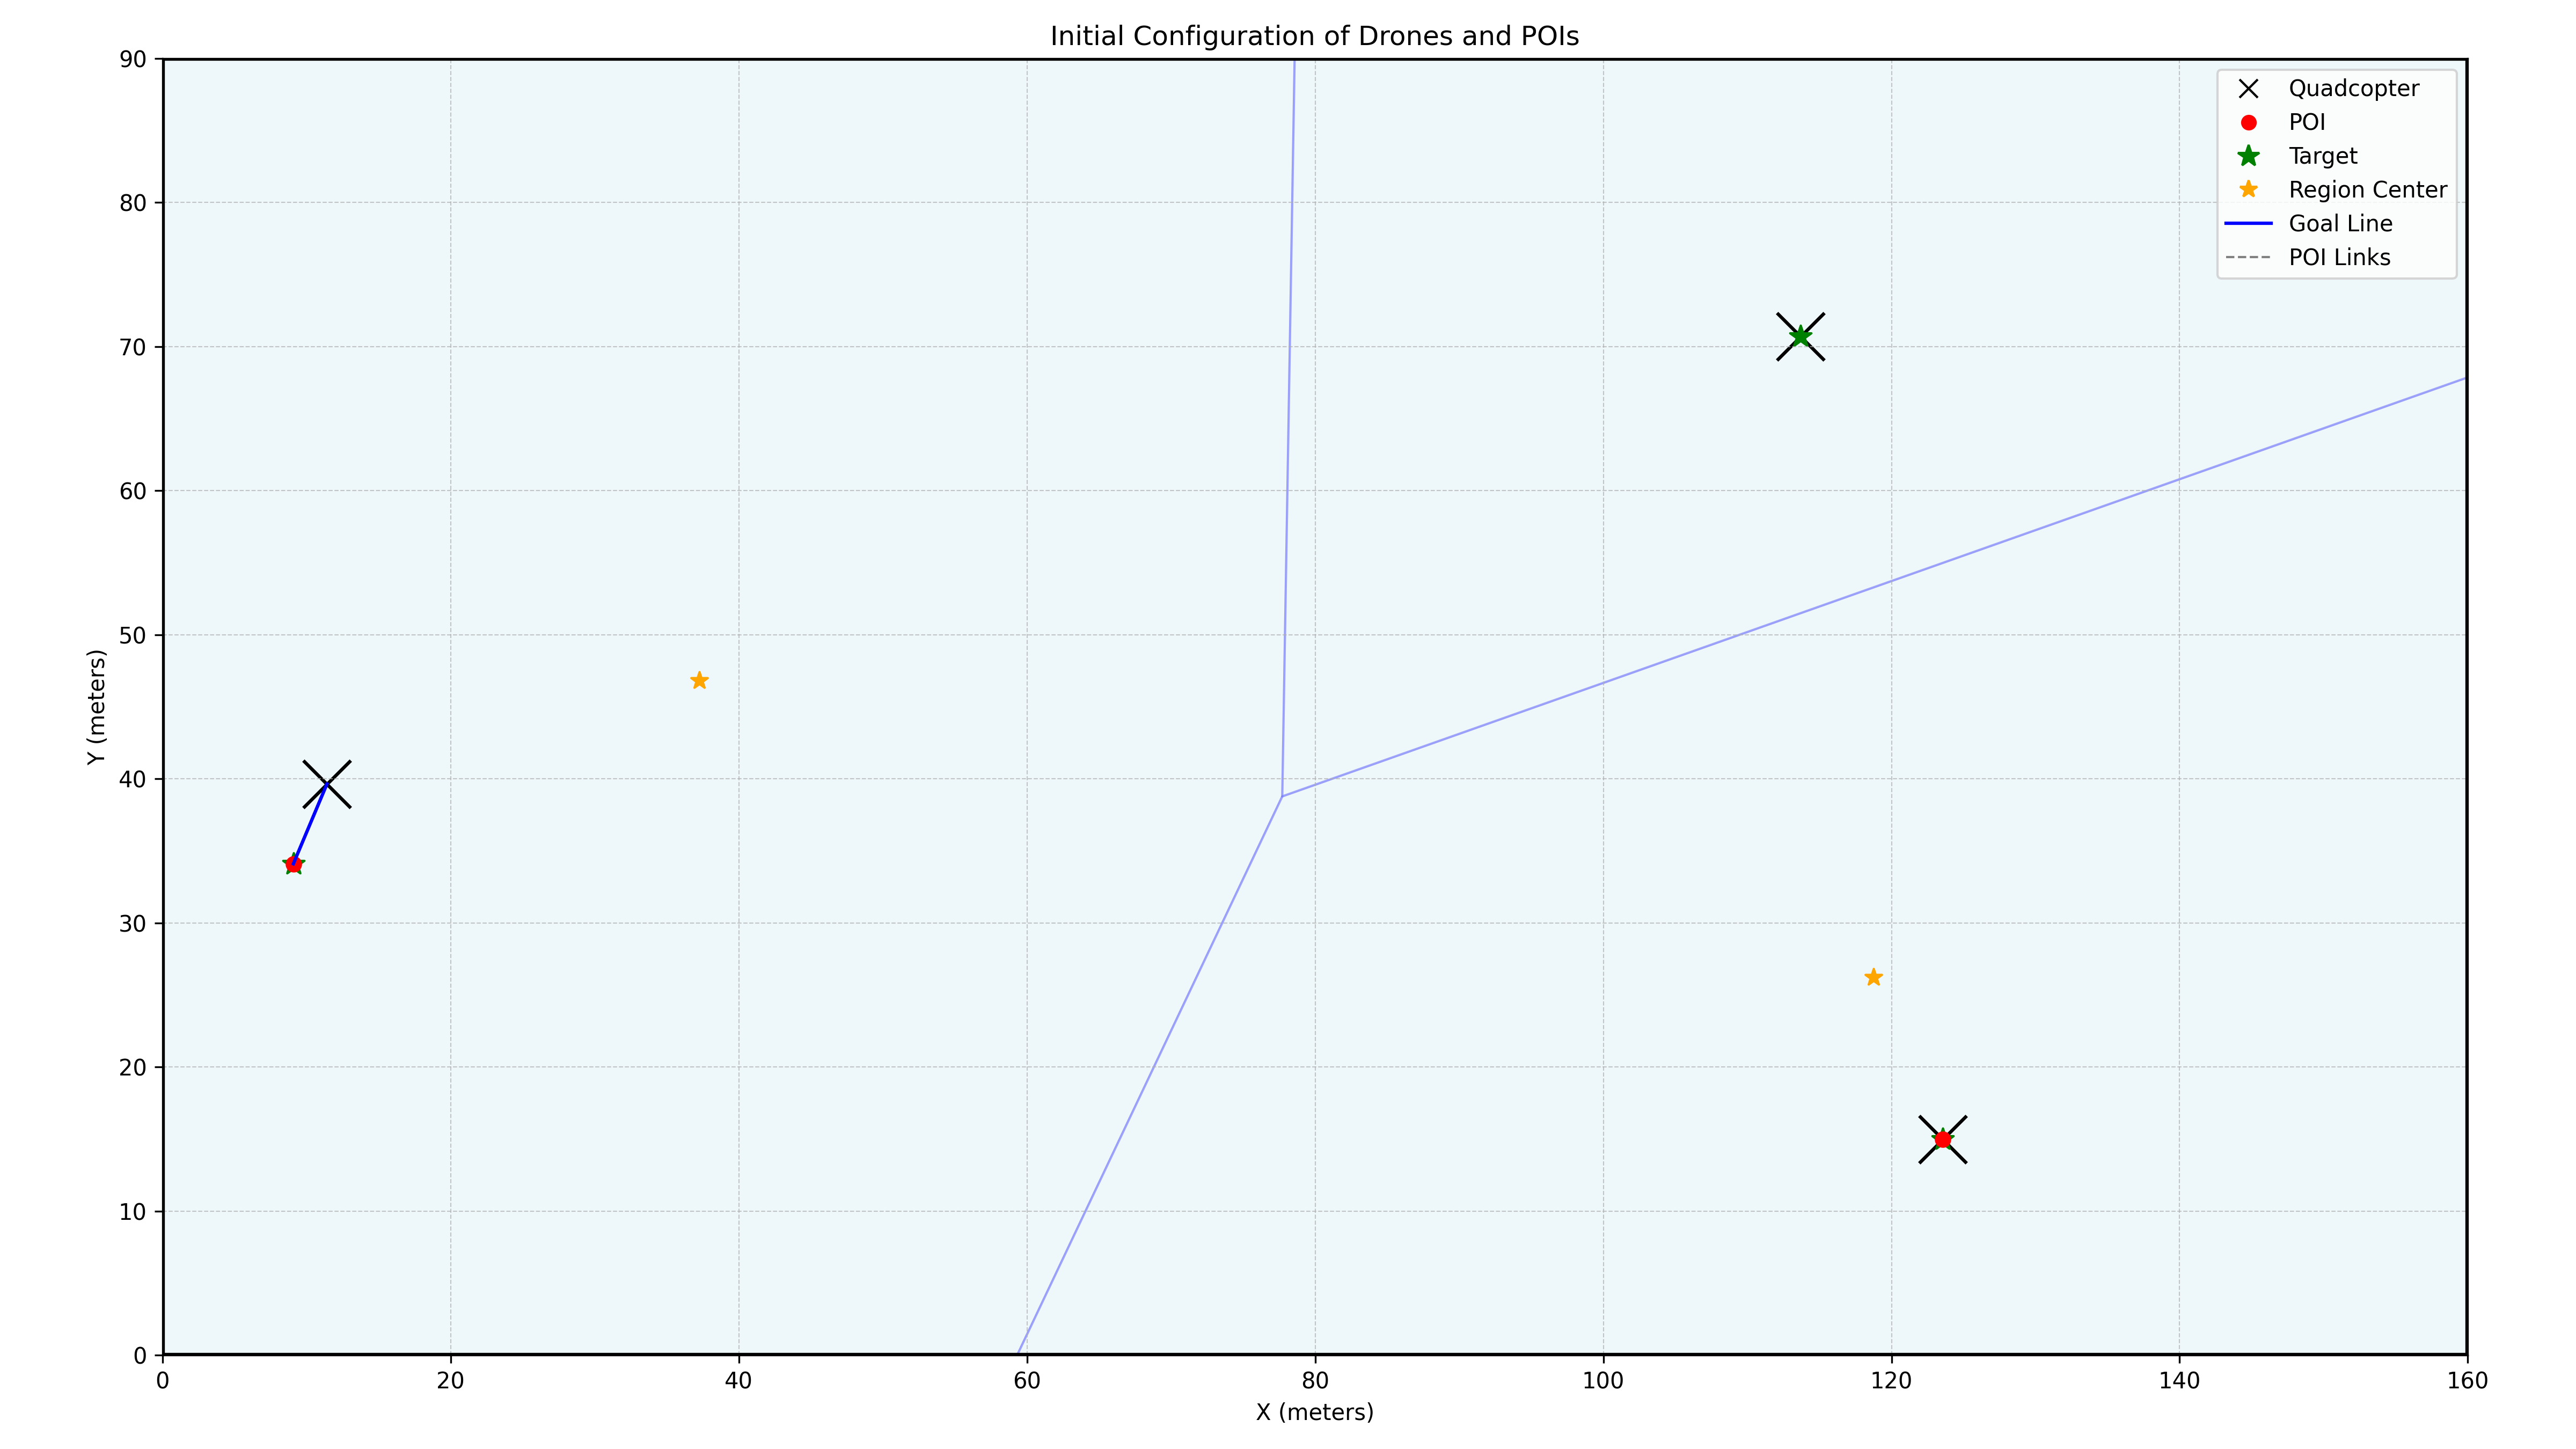 Initial Configuration of Drones and POIs
90
80
70
60
50
40
30
20
10
0
Y (meters)
0 20 40 60 80 100 120 140 160
X (meters)
Quadcopter
POI
Target
Region Center
Goal Line
POI Links